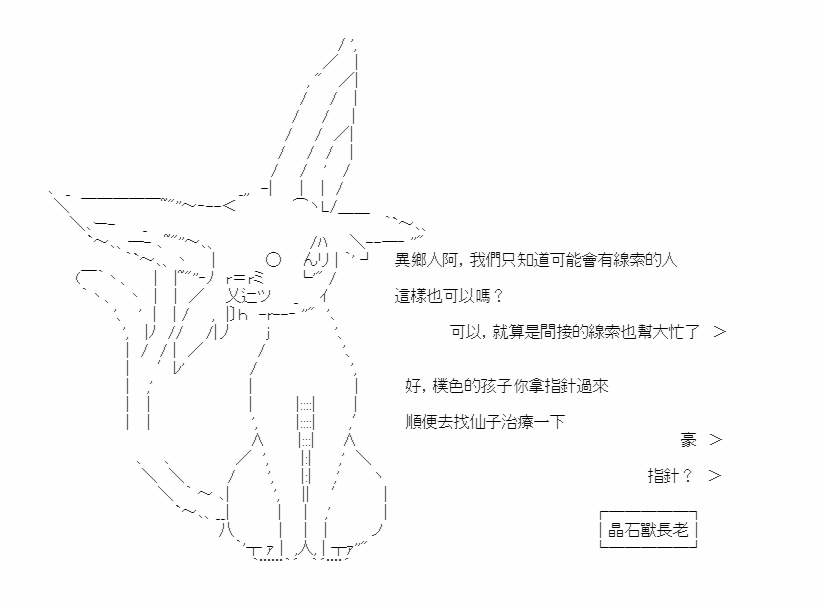 異鄉人阿，我們只知道可能會有線索的人
這樣也可以嗎？
可以，就算是間接的線索也幫大忙了　＞
好，樸色的孩子你拿指針過來
順便去找仙子治療一下
豪　＞
指針？　＞
晶石獸長老